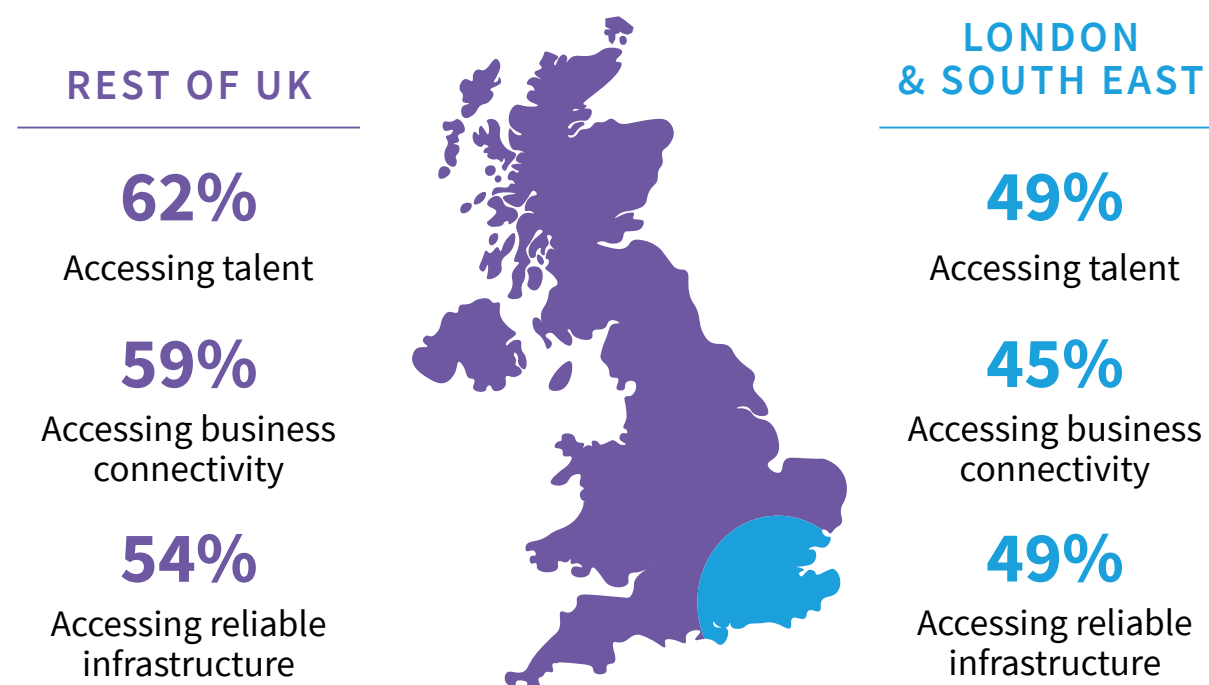 REST OF UK
62%
Accessing talent
59%
Accessing business
connectivity
54%
Accessing reliable
infrastructure
LONDON
& SOUTH EAST
49%
Accessing talent
45%
Accessing business
connectivity
49%
Accessing reliable
infrastructure